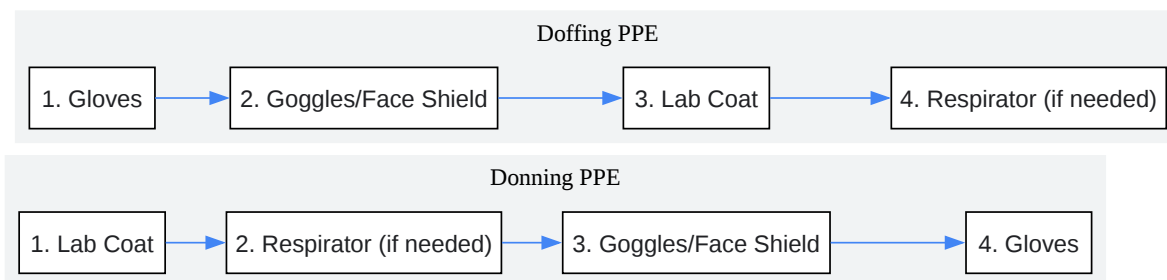 Doffing PPE
1. Gloves
2. Goggles/Face Shield
3. Lab Coat
4. Respirator (if needed)
Donning PPE
1. Lab Coat
2. Respirator (if needed)
3. Goggles/Face Shield
4. Gloves